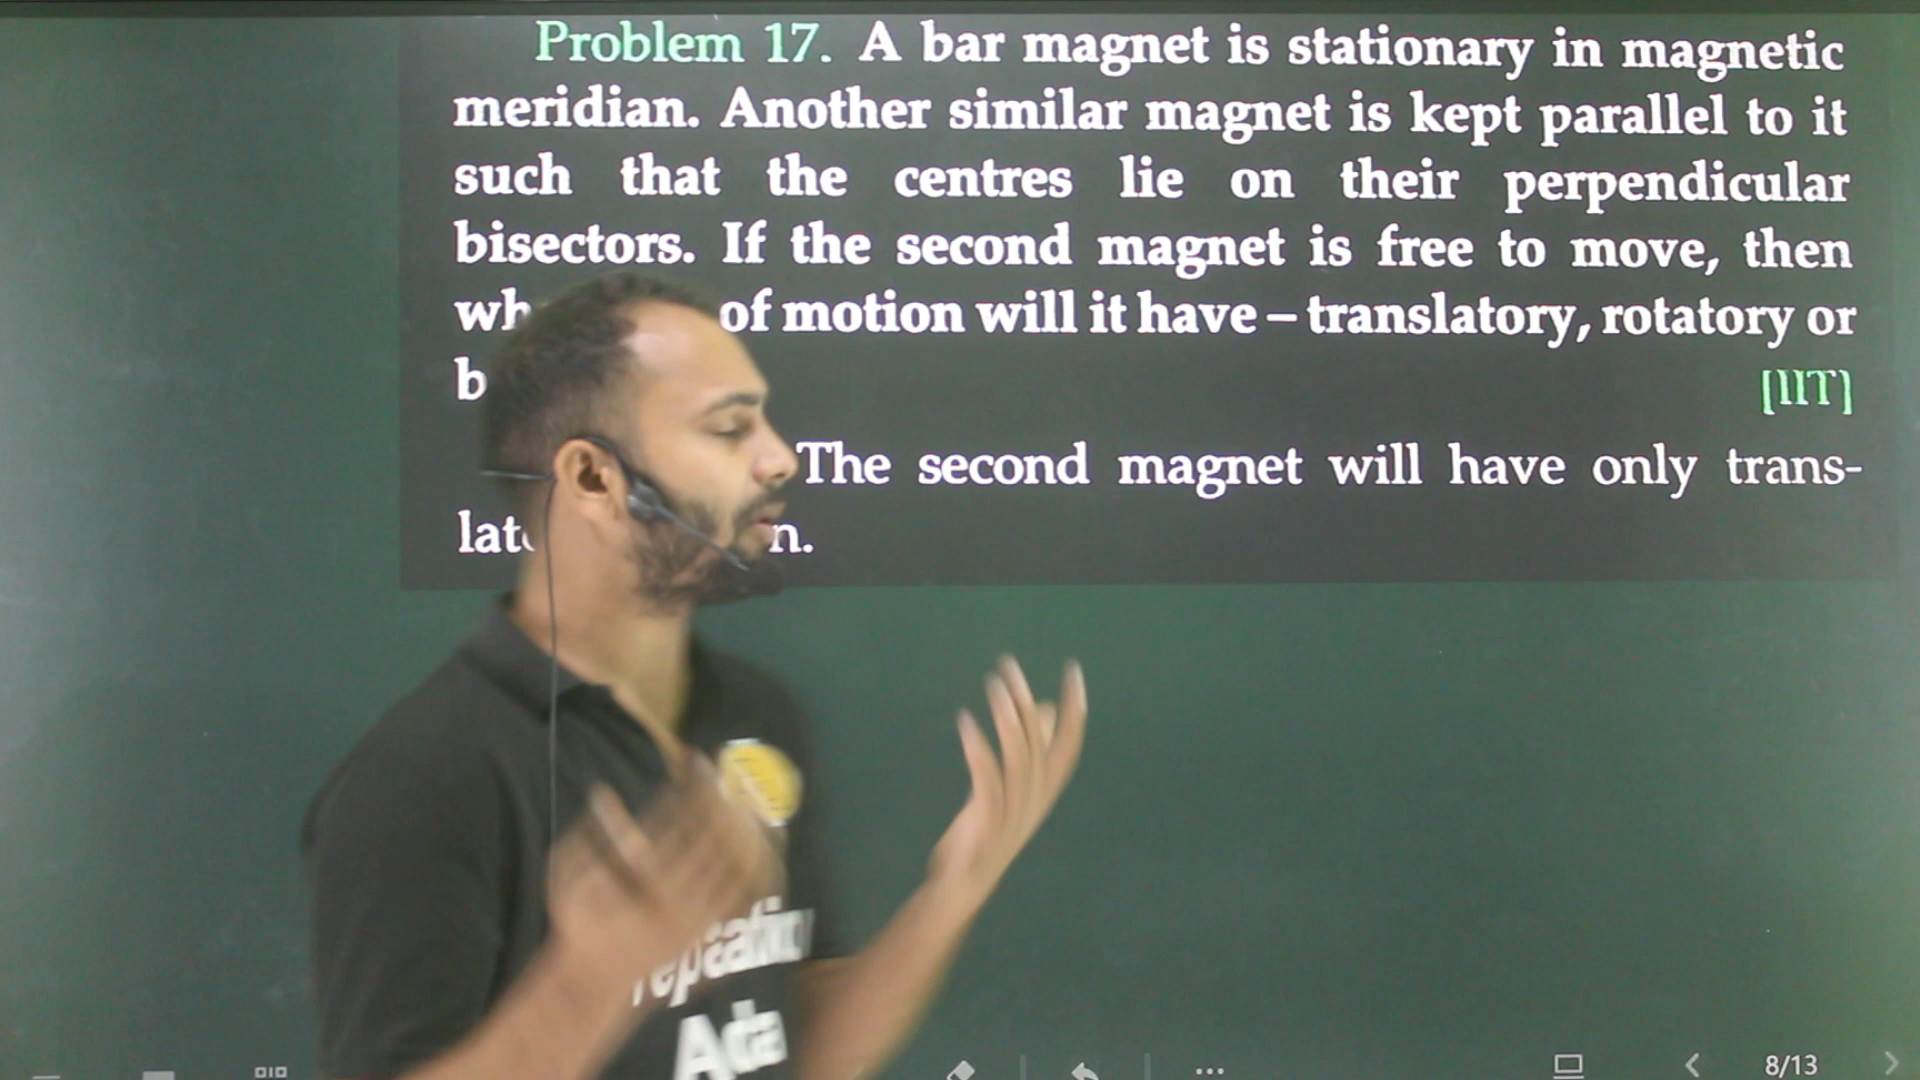 Problem 17. A bar magnet is stationary in magnetic
meridian. Another similar magnet is kept parallel to it
such that the centres lie on their perpendicular
bisectors. If the second magnet is free to move, then
of motion will it have – translatory, rotatory or
[IIT]
The second magnet will have only trans-
Ada
8/13